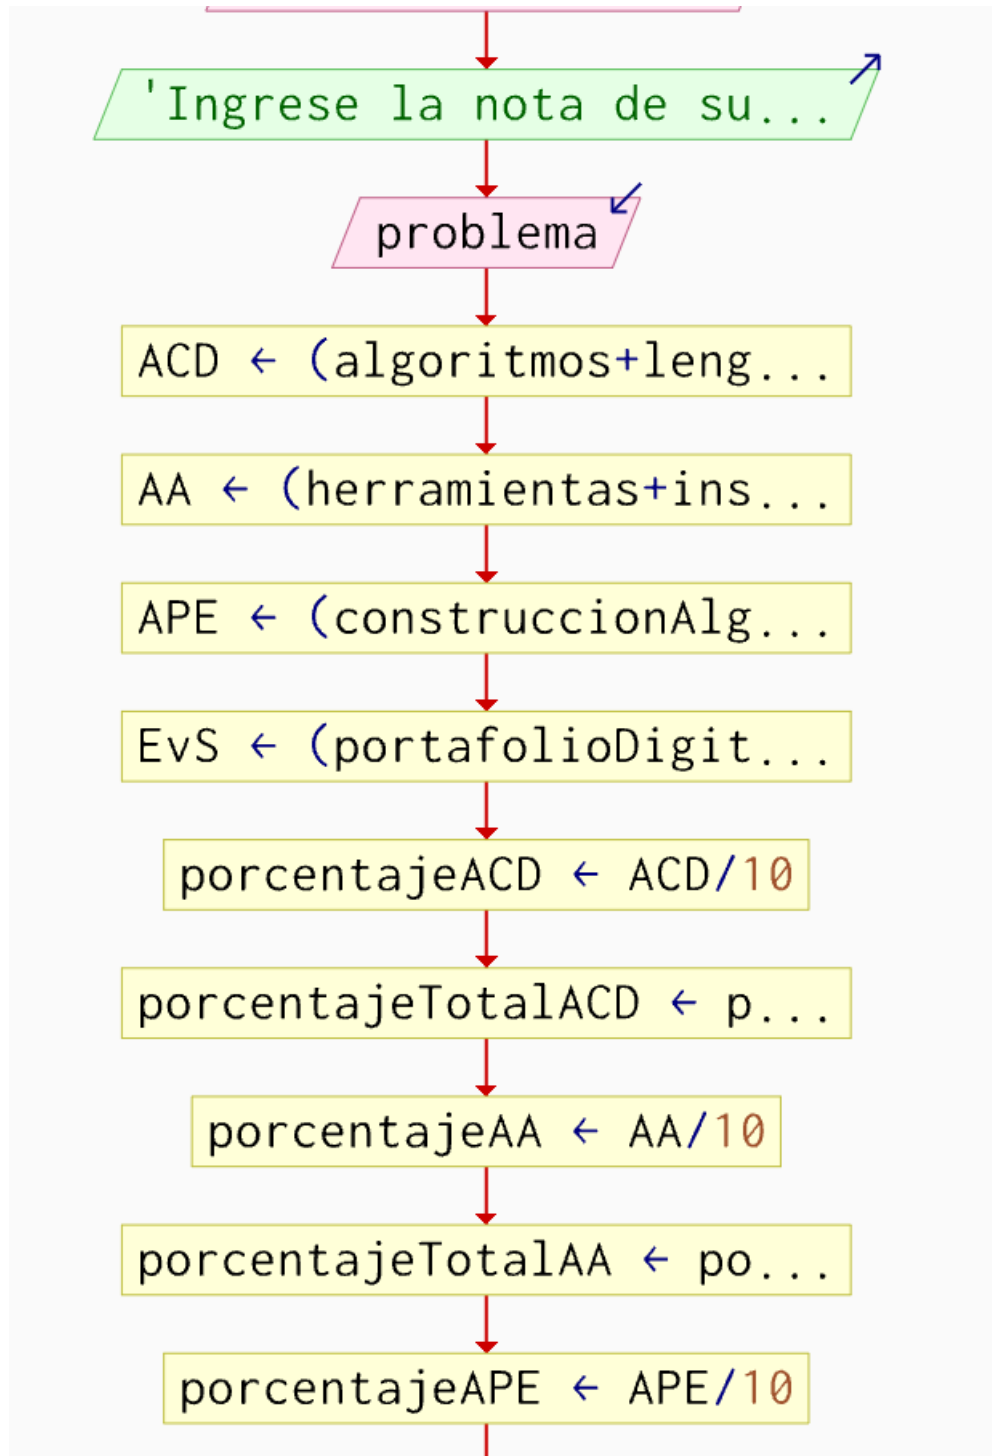 'Ingrese la nota de su...
problema
ACD ← (algoritmos+leng...
AA ← (herramientas+ins...
APE ← (construccionAlg...
EvS ← (portafolioDigit...
porcentajeACD ← ACD/10
porcentajeTotalACD ← p...
porcentajeAA ← AA/10
porcentajeTotalAA ← po...
porcentajeAPE ← APE/10